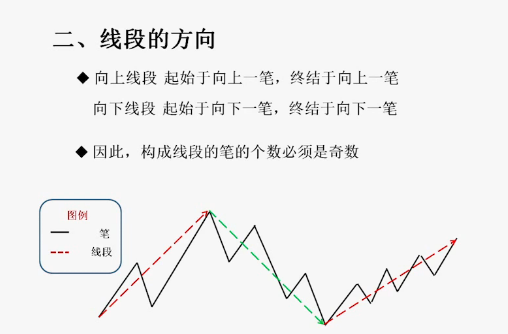 二、线段的方向
◆ 向上线段 起始于向上一笔，终结于向上一笔
向下线段 起始于向下一笔，终结于向下一笔
◆ 因此，构成线段的笔的个数必须是奇数
图例
笔
线段